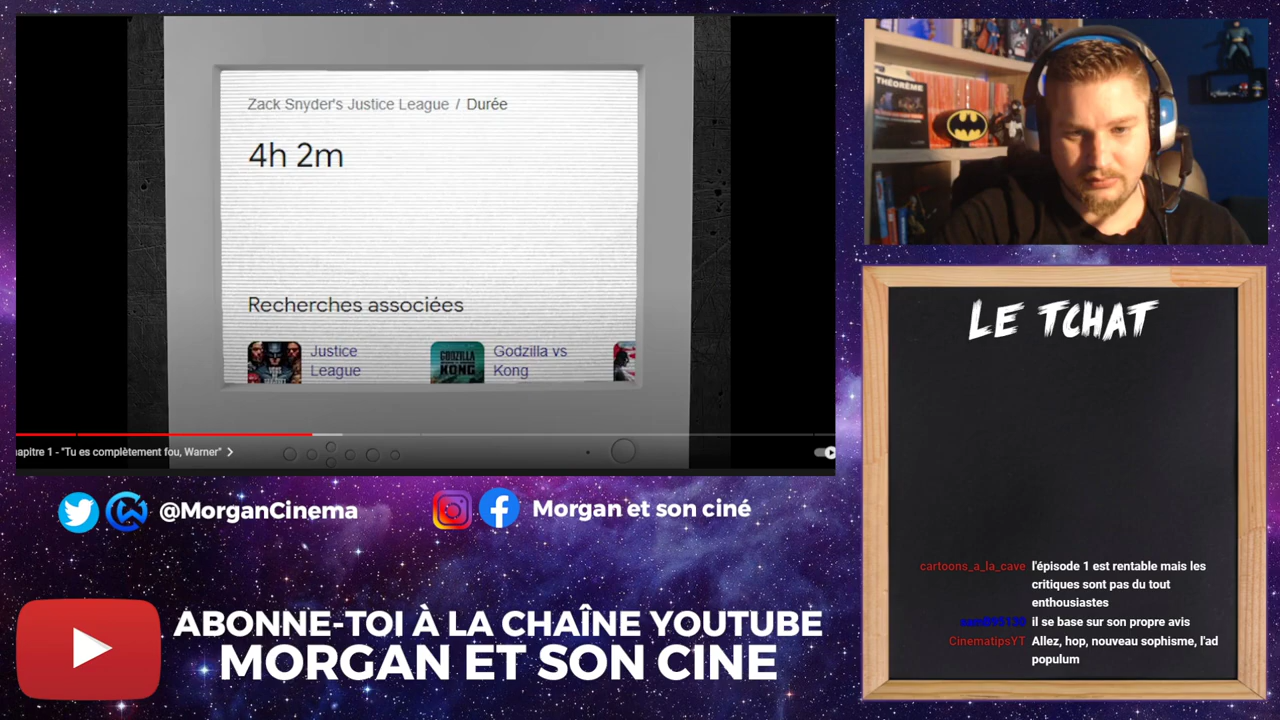 Zack Snyder's Justice League / Durée
4h 2m
Recherches associées
Justice
League
GODZILLA
KONG
Godzilla vs
Kong
apitre 1 - "Tu es complètement fou, Warner"
@MorganCinema
Morgan et son ciné
ABONNE-TOI À LA CHAÎNE YOUTUBE
MORGAN ET SON CINE
THÉORÈME
LE TCHAT
cartoons_a_la_cave l'épisode 1 est rentable mais les
critiques sont pas du tout
enthousiastes
il se base sur son propre avis
CinematipsYT Allez, hop, nouveau sophisme, l'ad
populum